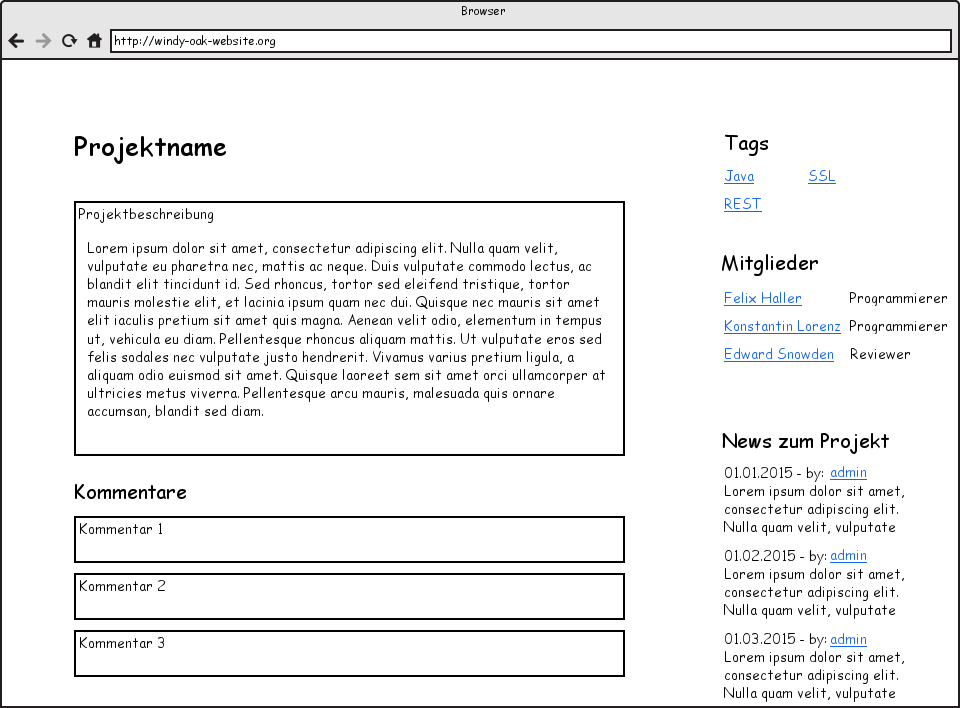 Browser
http://windy-oak-website.org
Projektname
Projektbeschreibung
Lorem ipsum dolor sit amet, consectetur adipiscing elit. Nulla quam velit,
vulputate eu pharetra nec, mattis ac neque. Duis vulputate commodo lectus, ac
blandit elit tincidunt id. Sed rhoncus, tortor sed eleifend tristique, tortor
mauris molestie elit, et lacinia ipsum quam nec dui. Quisque nec mauris sit amet
elit iaculis pretium sit amet quis magna. Aenean velit odio, elementum in tempus
ut, vehicula eu diam. Pellentesque rhoncus aliquam mattis. Ut vulputate eros sed
felis sodales nec vulputate justo hendrerit. Vivamus varius pretium ligula, a
aliquam odio euismod sit amet. Quisque laoreet sem sit amet orci ullamcorper at
ultricies metus viverra. Pellentesque arcu mauris, malesuada quis ornare
accumsan, blandit sed diam.
Kommentare
Kommentar 1
Kommentar 2
Kommentar 3
Tags
Java SSL
REST
Mitglieder
Felix Haller Programmierer
Konstantin Lorenz Programmierer
Edward Snowden Reviewer
News zum Projekt
01.01.2015 - by: admin
Lorem ipsum dolor sit amet,
consectetur adipiscing elit.
Nulla quam velit, vulputate
01.02.2015 - by: admin
Lorem ipsum dolor sit amet,
consectetur adipiscing elit.
Nulla quam velit, vulputate
01.03.2015 - by: admin
Lorem ipsum dolor sit amet,
consectetur adipiscing elit.
Nulla quam velit, vulputate